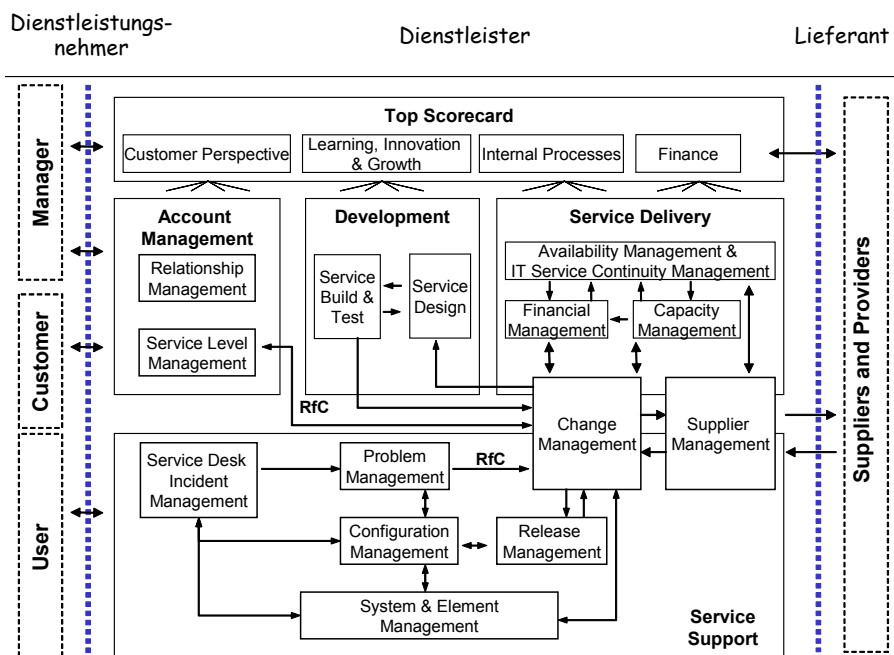 Dienstleistungs-
nehmer
Dienstleister
Lieferant
Manager
Customer
User
Top Scorecard
Customer Perspective
Learning, Innovation
& Growth
Internal Processes
Finance
Account
Management
Relationship
Management
Service Level
Management
Development
Service
Build &
Test
Service
Design
Service Delivery
Availability Management &
IT Service Continuity Management
Financial
Management
Capacity
Management
RfC
Change
Management
Supplier
Management
Service Desk
Incident
Management
Problem
Management
RfC
Configuration
Management
Release
Management
System & Element
Management
Service
Support
Suppliers and Providers